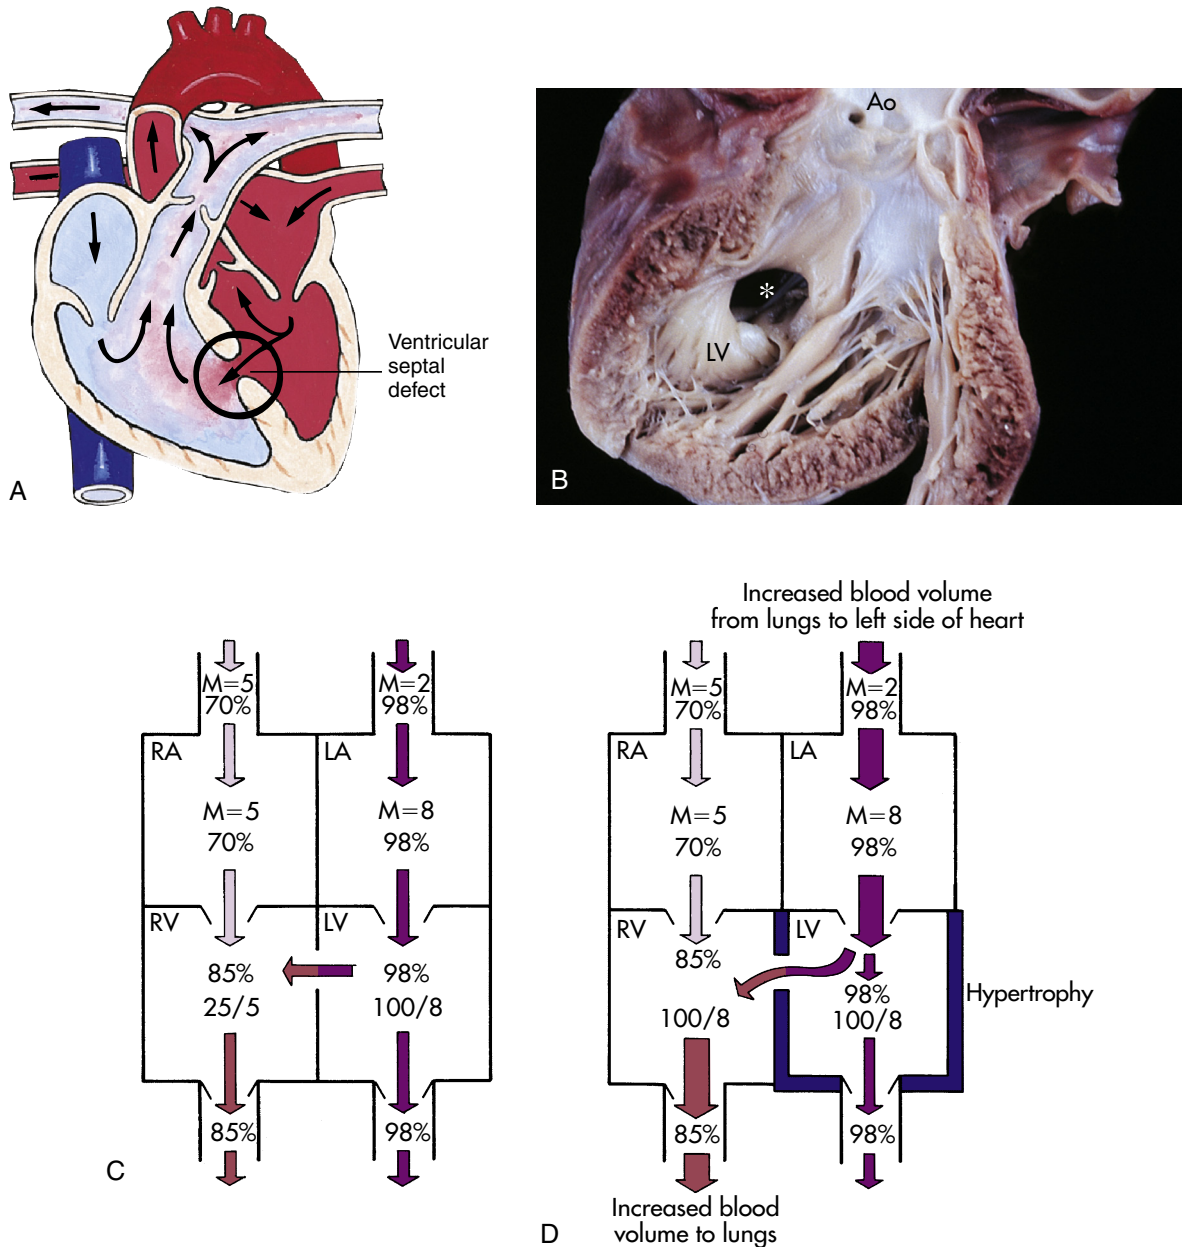 Ventricular
septal
defect
A
Ao
*
LV
B
M=5
70%
M=2
98%
RA
LA
M=5
70%
M=8
98%
RV
LV
85%
25/5
98%
100/8
85%
98%
C
Increased blood volume
from lungs to left side of heart
M=5
70%
M=2
98%
RA
LA
M=5
70%
M=8
98%
RV
LV
85%
100/8
98%
100/8
Hypertrophy
85%
98%
Increased blood
volume to lungs
D